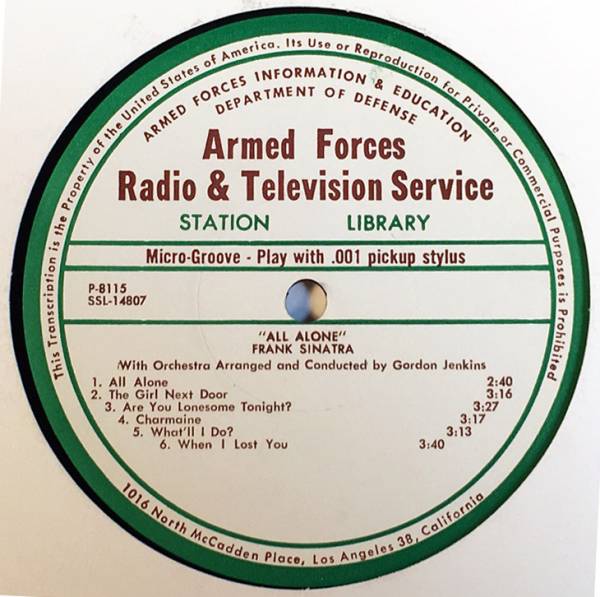 This Transcription is the Property of the United States of America. Its Use or Reproduction for Private or Commercial Purposes is Prohibited
ARMED FORCES INFORMATION & EDUCATION
DEPARTMENT OF DEFENSE
Armed Forces
Radio & Television Service
STATION LIBRARY
Micro-Groove - Play with .001 pickup stylus
P-8115
SSL-14807
"ALL ALONE"
FRANK SINATRA
With Orchestra Arranged and Conducted by Gordon Jenkins
1. All Alone 2:40
2. The Girl Next Door 3:16
3. Are You Lonesome Tonight? 3:27
4. Charmaine 3:17
5. What'll I Do? 3:13
6. When I Lost You 3:40
1016 North McCadden Place, Los Angeles 38, California